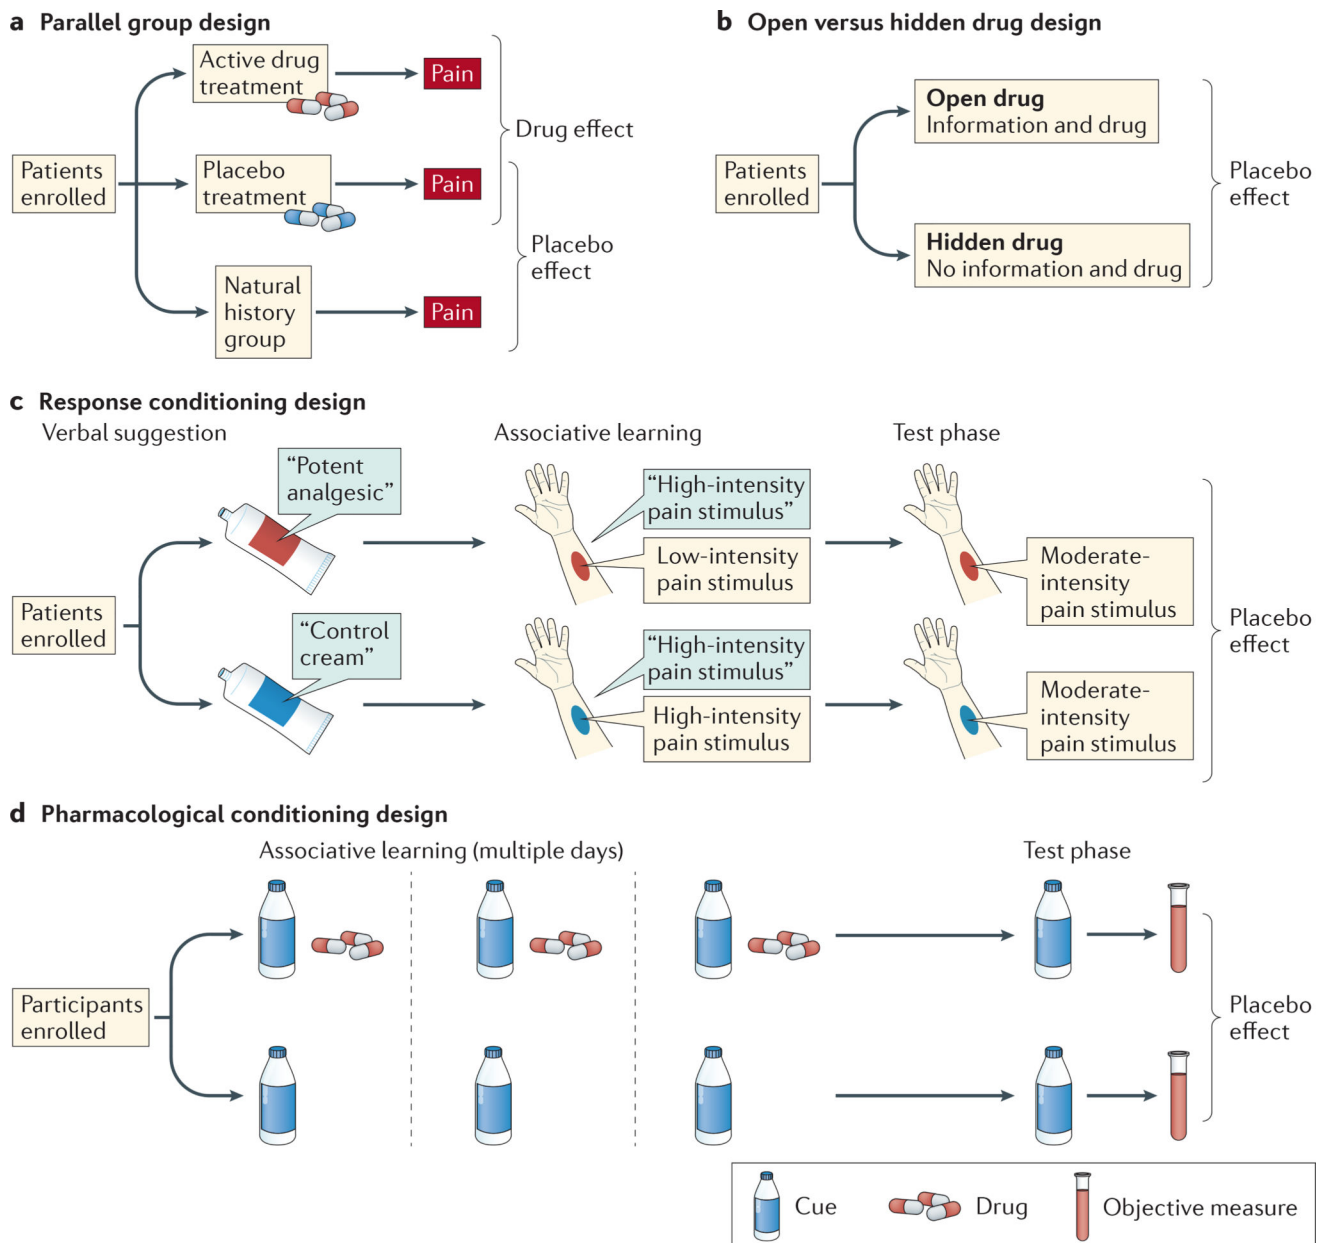 a Parallel group design
Active drug
treatment
Pain
Drug effect
Patients
enrolled
Placebo
treatment
Pain
Placebo
effect
Natural
history
group
Pain
b Open versus hidden drug design
Open drug
Information and drug
Patients
enrolled
Placebo
effect
Hidden drug
No information and drug
c Response conditioning design
Verbal suggestion
Associative learning
Test phase
“Potent
analgesic”
“High-intensity
pain stimulus”
Low-intensity
pain stimulus
Moderate-
intensity
pain stimulus
Patients
enrolled
“Control
cream”
“High-intensity
pain stimulus”
High-intensity
pain stimulus
Moderate-
intensity
pain stimulus
Placebo
effect
d Pharmacological conditioning design
Associative learning (multiple days)
Test phase
Participants
enrolled
Placebo
effect
Cue
Drug
Objective measure